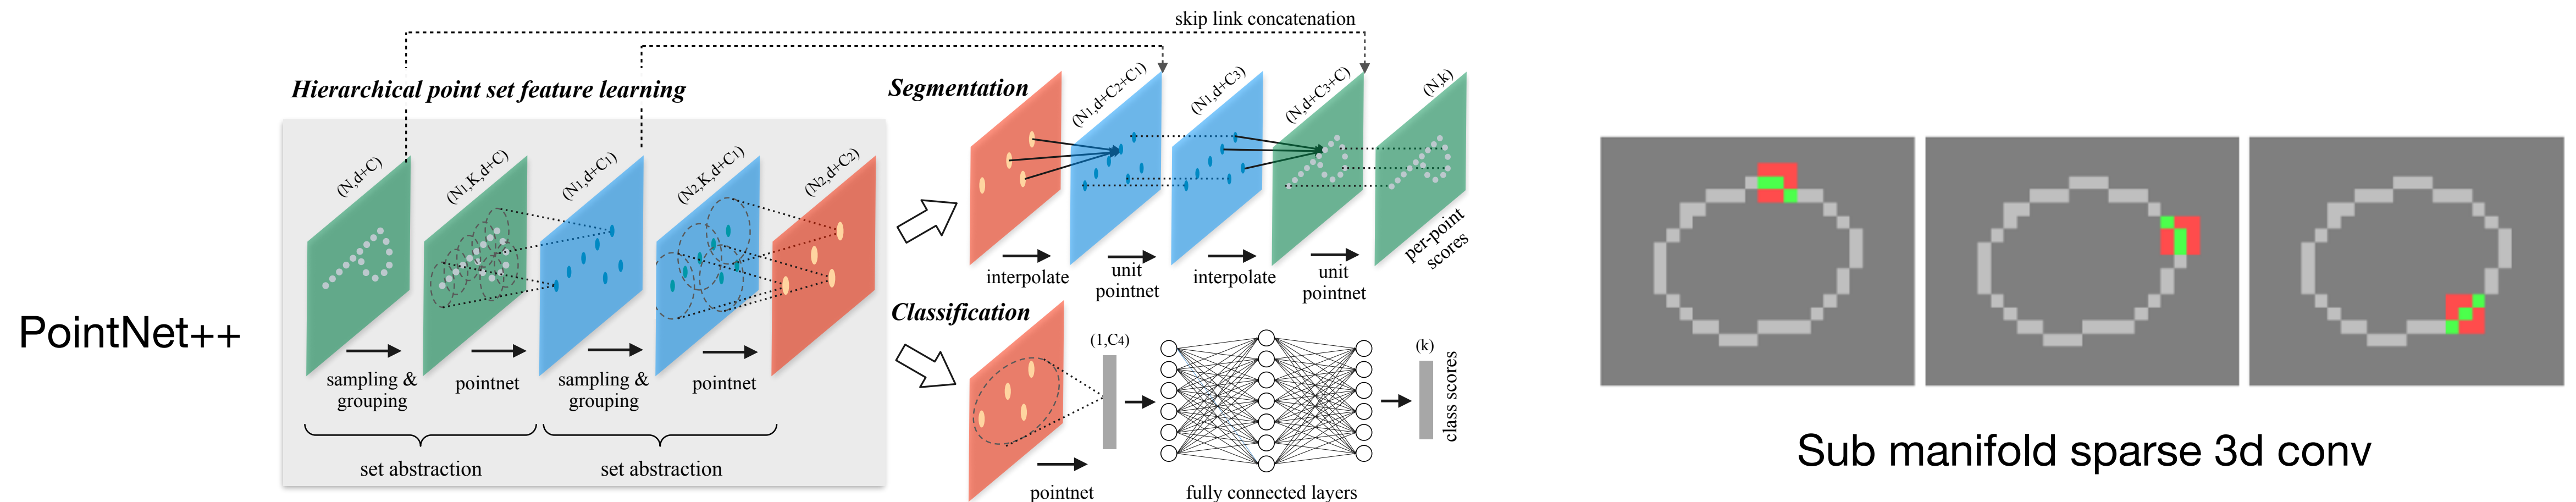 PointNet++
skip link concatenation
Hierarchical point set feature learning
(N,d+C)
(N1,K,d+C)
(N1,d+C1)
(N2,K,d+C1)
(N2,d+C2)
sampling &
grouping
pointnet
sampling &
grouping
pointnet
set abstraction
set abstraction
Segmentation
(N1,d+C2+C1)
(N1,d+C3)
(N,d+C3+C)
(N,k)
interpolate
unit
pointnet
interpolate
unit
pointnet
per-point
scores
Classification
(1,C4)
(k)
class scores
pointnet
fully connected layers
Sub manifold sparse 3d conv